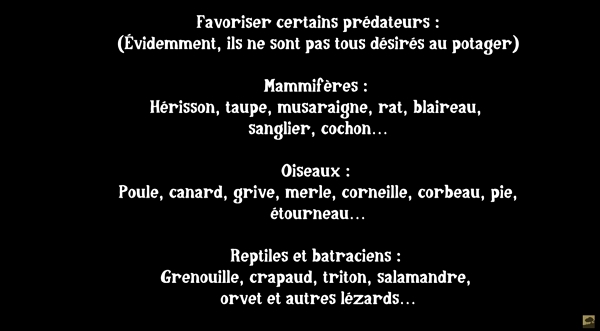 Favoriser certains prédateurs :
(Évidemment, ils ne sont pas tous désirés au potager)
Mammifères :
Hérisson, taupe, musaraigne, rat, blaireau,
sanglier, cochon...
Oiseaux :
Poule, canard, grive, merle, corneille, corbeau, pie,
étourneau...
Reptiles et batraciens :
Grenouille, crapaud, triton, salamandre,
orvet et autres lézards...